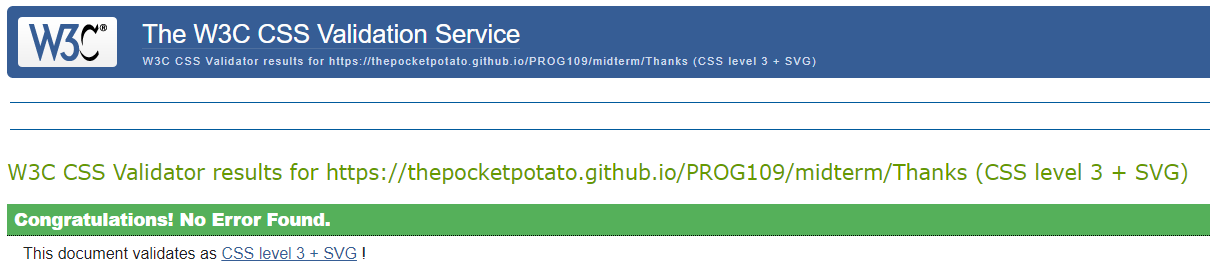 W3C®
The W3C CSS Validation Service
W3C CSS Validator results for https://thepocketpotato.github.io/PROG109/midterm/Thanks (CSS level 3 + SVG)
W3C CSS Validator results for https://thepocketpotato.github.io/PROG109/midterm/Thanks (CSS level 3 + SVG)
Congratulations! No Error Found.
This document validates as CSS level 3 + SVG !